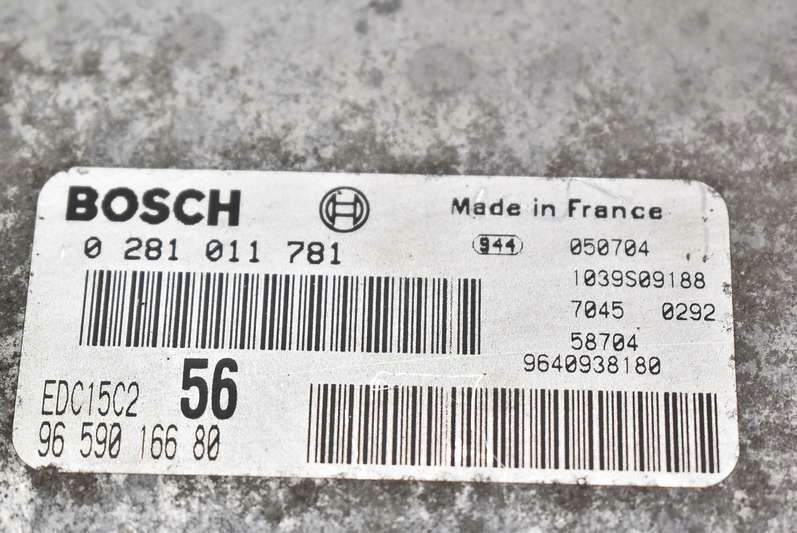 BOSCH Made in France
0 281 011 781 944 050704
1039S09188
7045 0292
58704
9640938180
EDC15C2 56
96 590 166 80